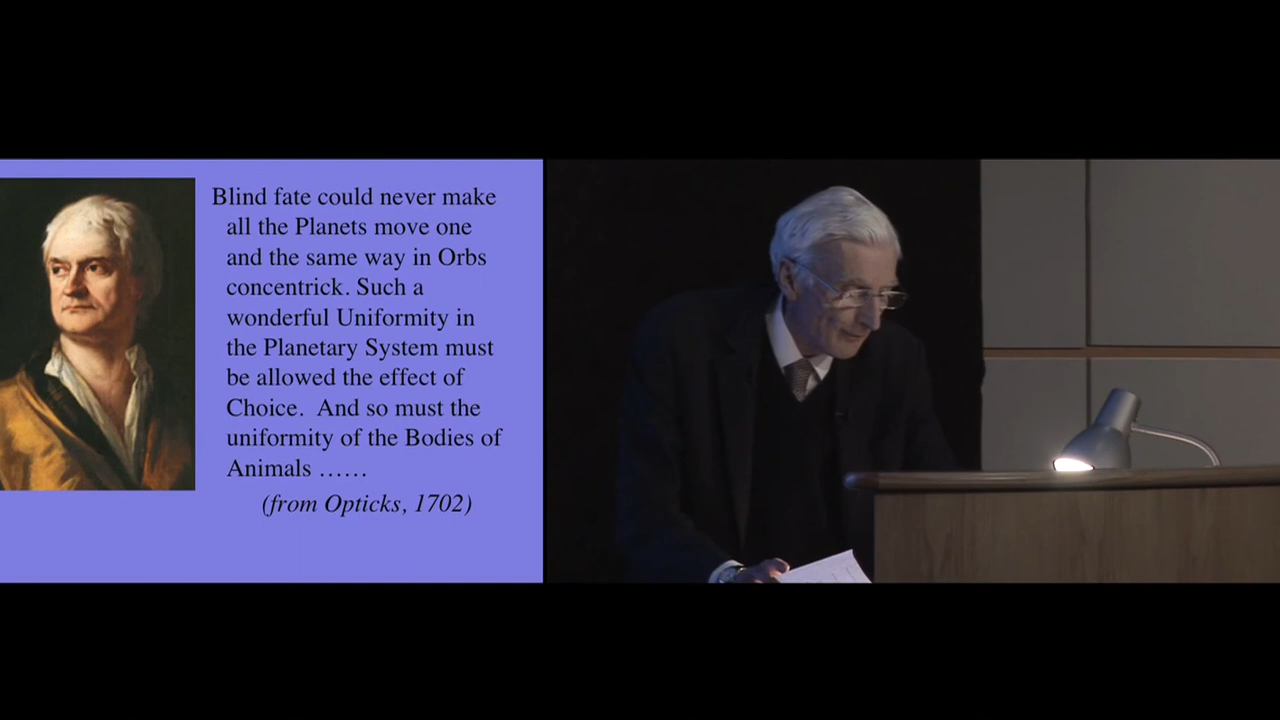 Blind fate could never make
all the Planets move one
and the same way in Orbs
concentrick. Such a
wonderful Uniformity in
the Planetary System must
be allowed the effect of
Choice.  And so must the
uniformity of the Bodies of
Animals ……
(from Opticks, 1702)